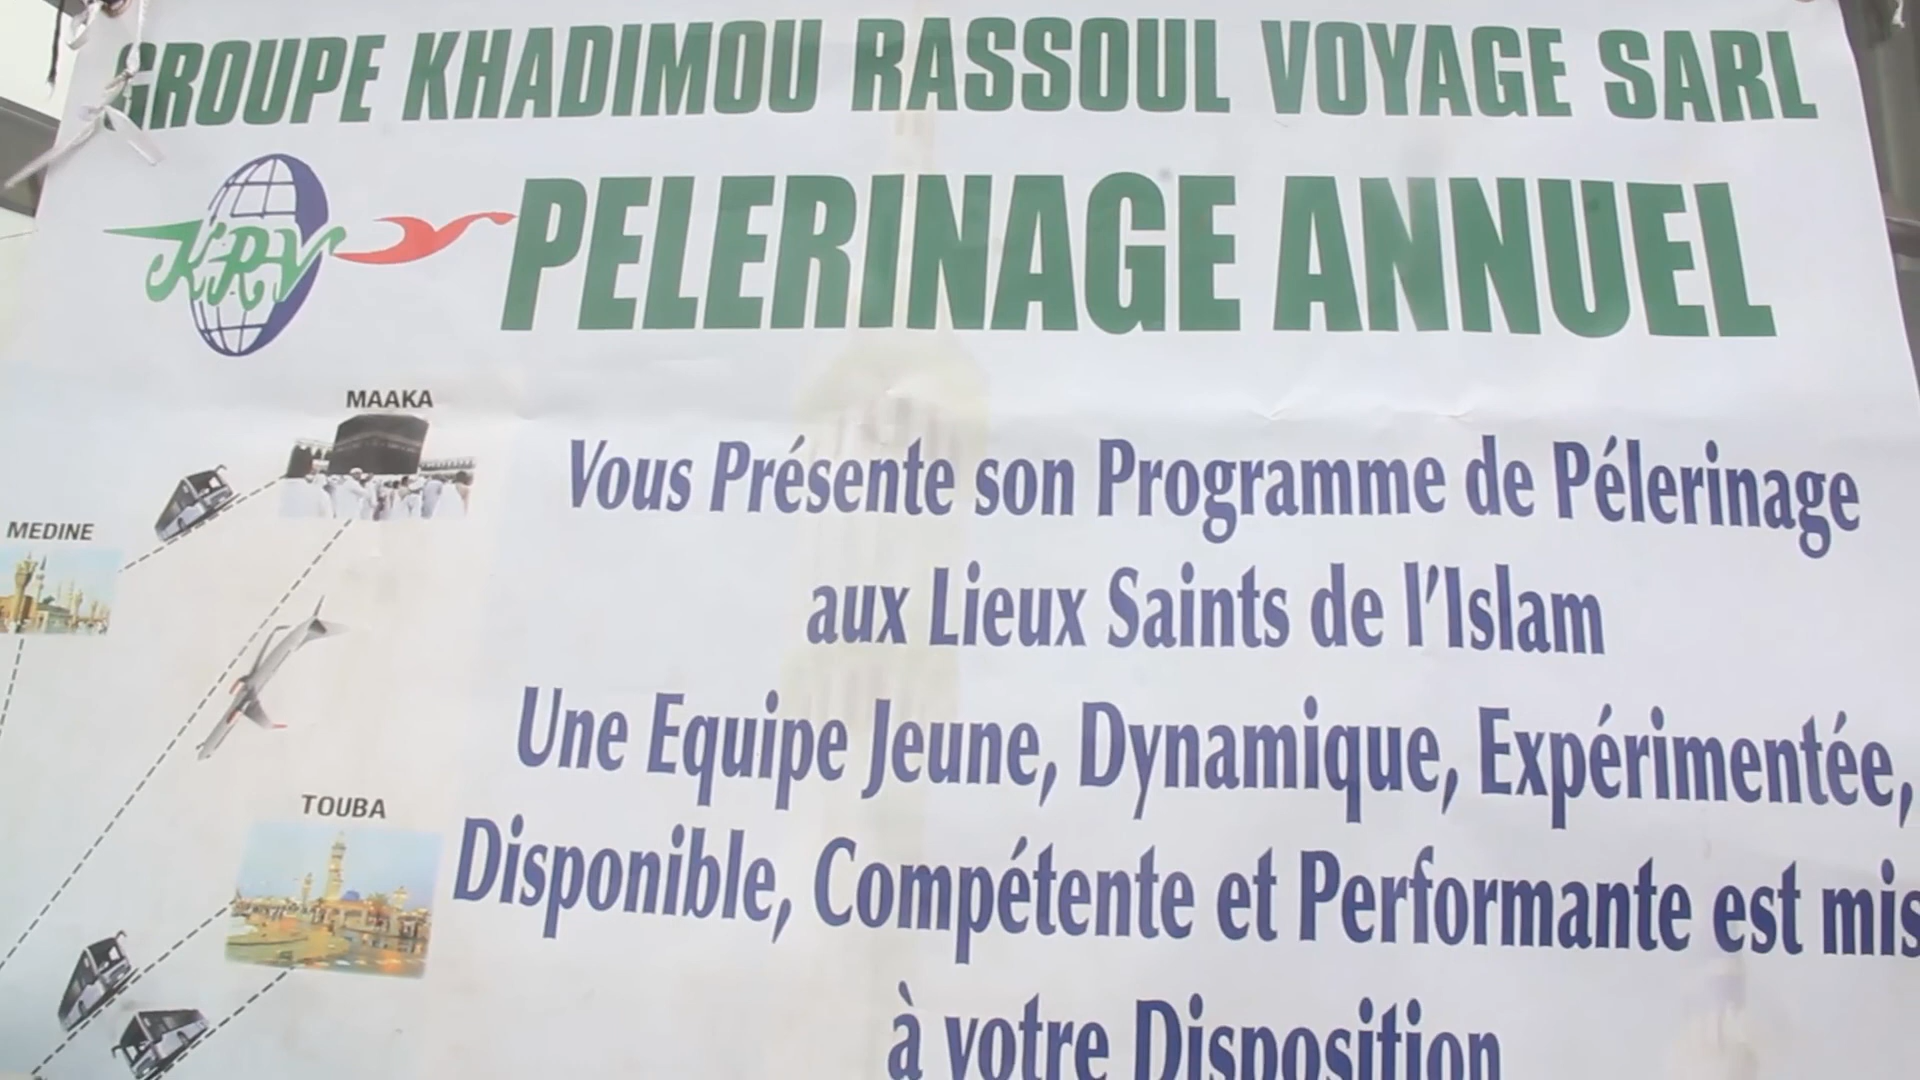 GROUPE KHADIMOU RASSOUL VOYAGE SARL
KRV
PELERINAGE ANNUEL
MAAKA
MEDINE
TOUBA
Vous Présente son Programme de Pélerinage
aux Lieux Saints de l'Islam
Une Equipe Jeune, Dynamique, Expérimentée,
Disponible, Compétente et Performante est mis
à votre Disposition